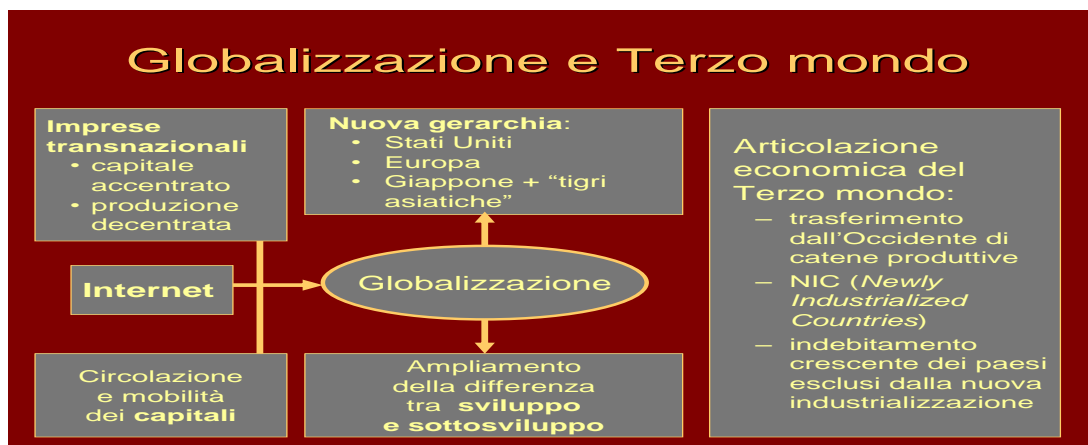 Globalizzazione e Terzo mondo
Imprese
transnazionali
• capitale
accentrato
• produzione
decentrata
Nuova gerarchia:
• Stati Uniti
• Europa
• Giappone + “tigri
asiatiche”
Internet
Globalizzazione
Circolazione
e mobilità
dei capitali
Ampliamento
della differenza
tra sviluppo
e sottosviluppo
Articolazione
economica del
Terzo mondo:
– trasferimento
dall’Occidente di
catene produttive
– NIC (Newly
Industrialized
Countries)
– indebitamento
crescente dei paesi
esclusi dalla nuova
industrializzazione